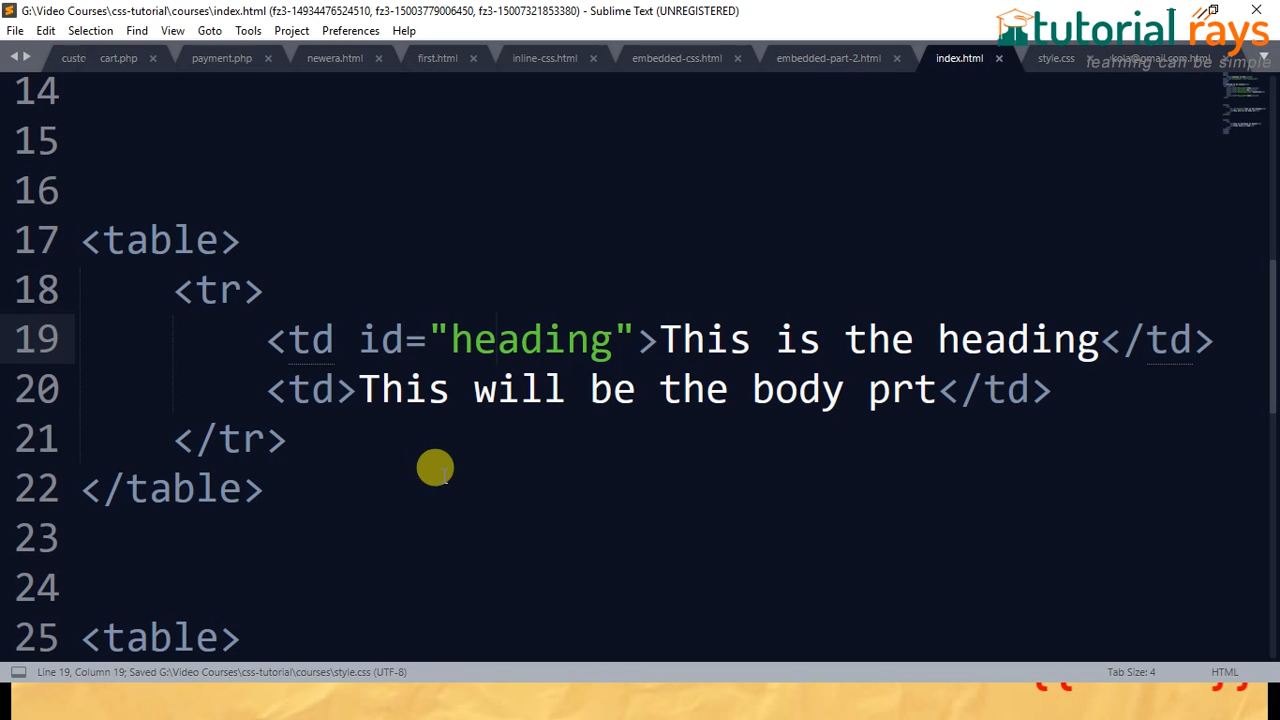 G:\Video Courses\css-tutorial\courses\index.html (fz3-14934476524510, fz3-15003779306450, fz3-15007321853380) - Sublime Text (UNREGISTERED)
tutorial rays
learning can be simple
File Edit Selection Find View Goto Tools Project Preferences Help
custo cart.php payment.php newera.html first.html inline-css.html embedded-css.html embedded-part-2.html index.html style.css kola@gmail.com.html
14
15
16
17 <table>
18 <tr>
19 <td id="heading">This is the heading</td>
20 <td>This will be the body prt</td>
21 </tr>
22 </table>
23
24
25 <table>
Line 19, Column 19; Saved G:\Video Courses\css-tutorial\courses\style.css (UTF-8) Tab Size: 4 HTML